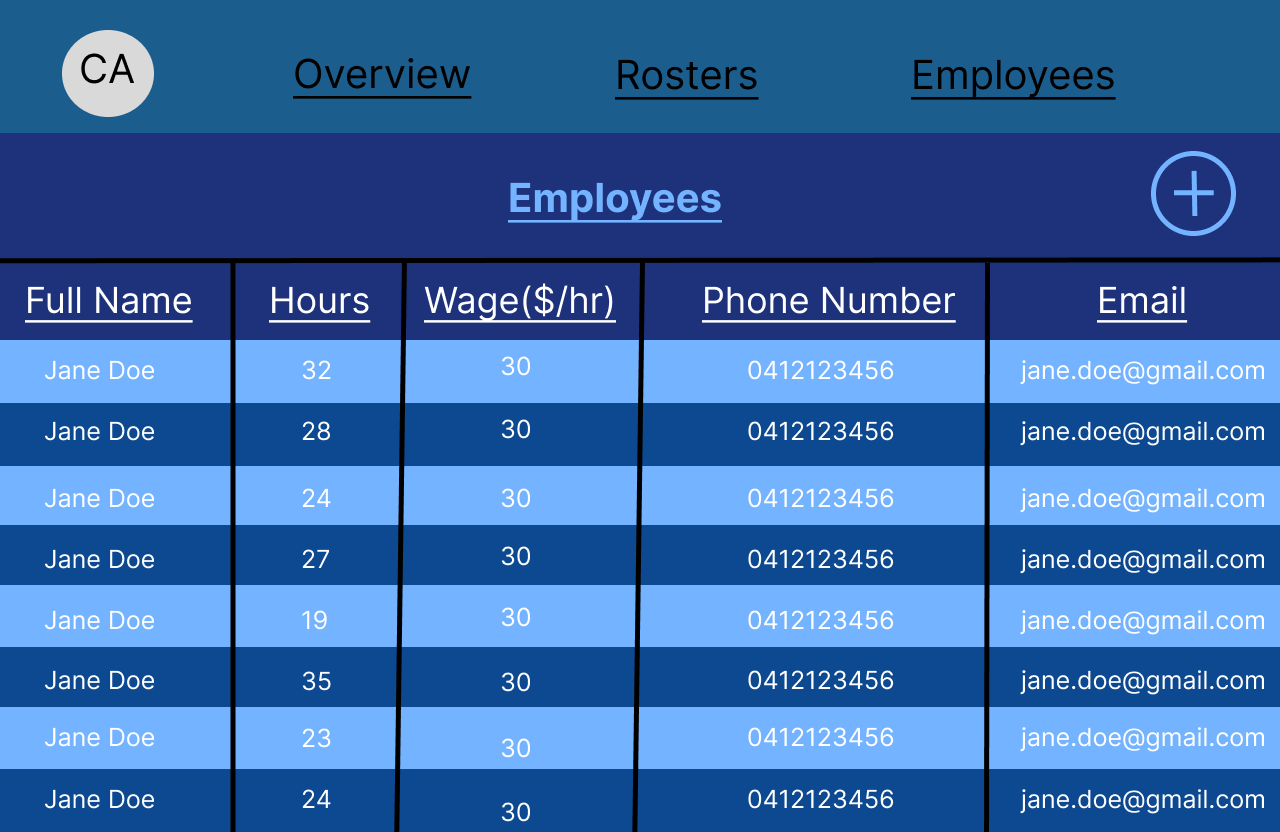 CA Overview Rosters Employees
Employees
Full Name Hours Wage($/hr) Phone Number Email
Jane Doe 32 30 0412123456 jane.doe@gmail.com
Jane Doe 28 30 0412123456 jane.doe@gmail.com
Jane Doe 24 30 0412123456 jane.doe@gmail.com
Jane Doe 27 30 0412123456 jane.doe@gmail.com
Jane Doe 19 30 0412123456 jane.doe@gmail.com
Jane Doe 35 30 0412123456 jane.doe@gmail.com
Jane Doe 23 30 0412123456 jane.doe@gmail.com
Jane Doe 24 30 0412123456 jane.doe@gmail.com